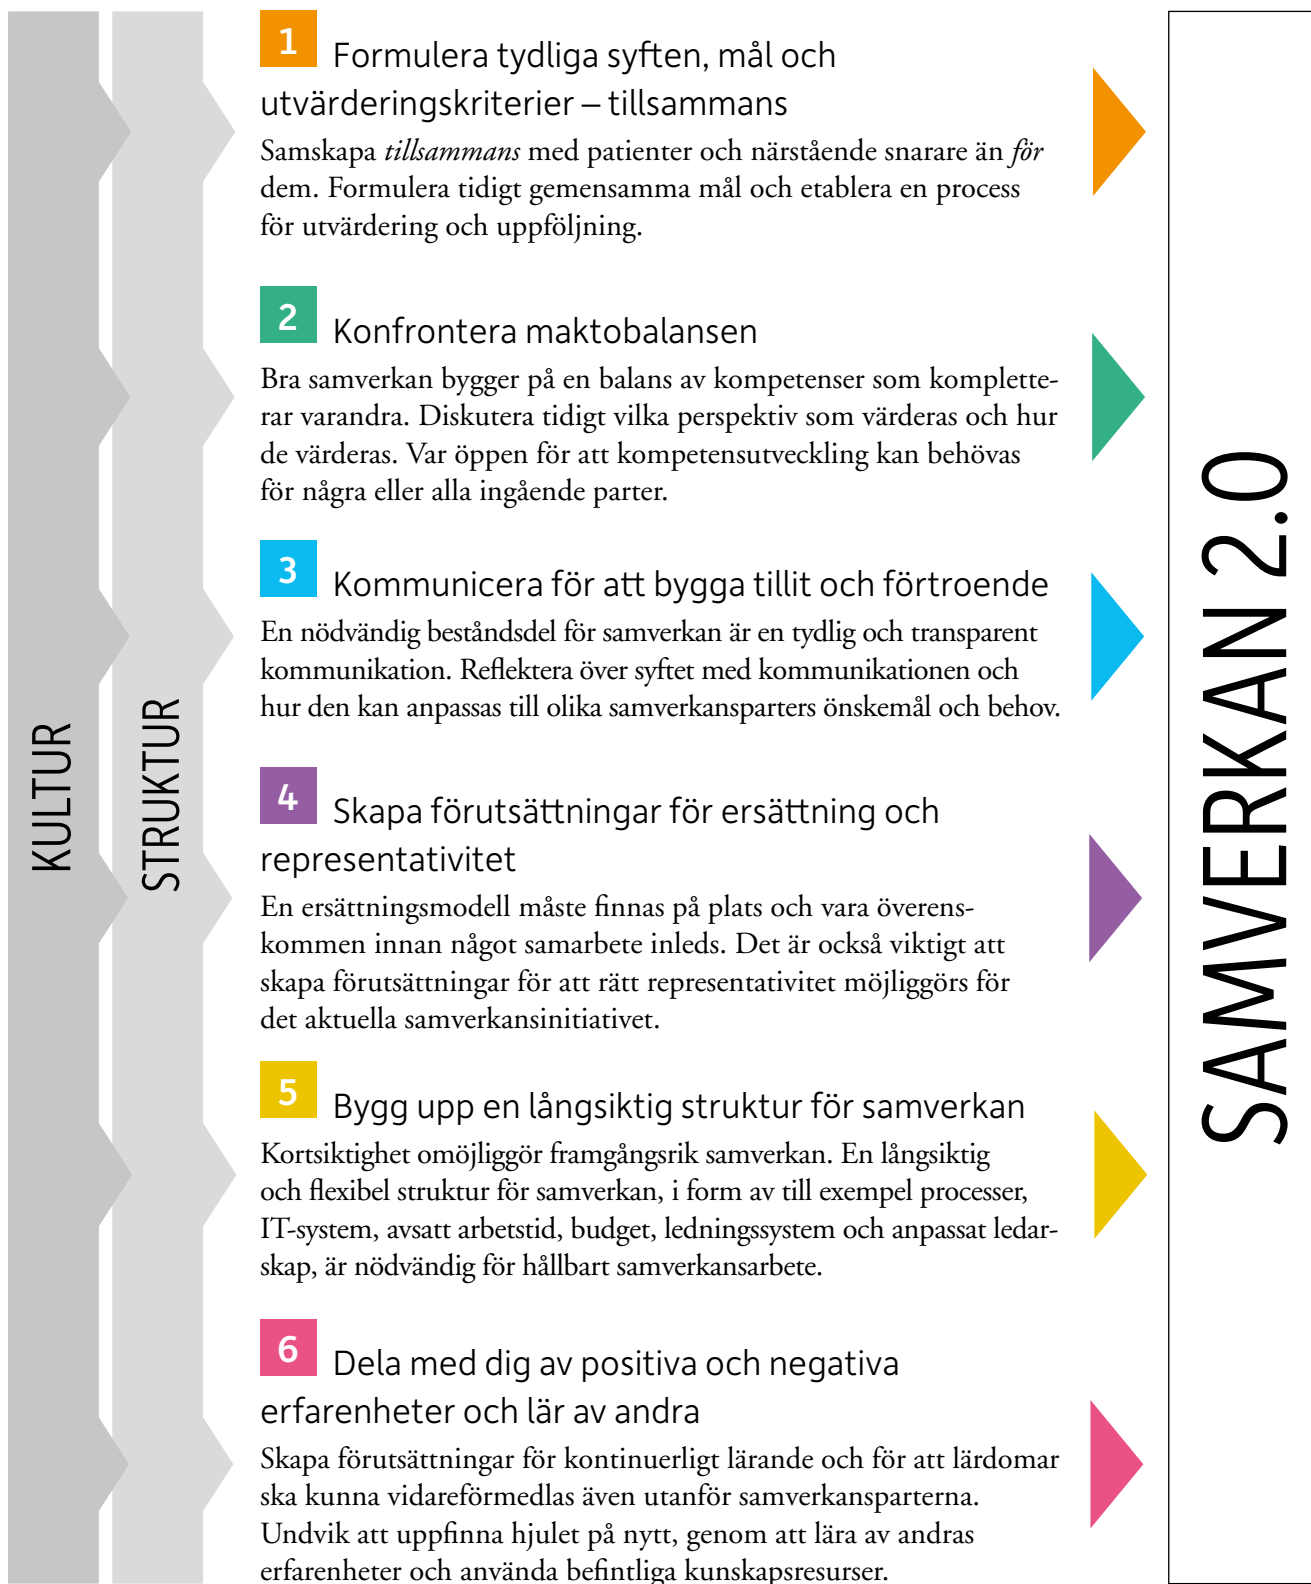 KULTUR
STRUKTUR
1 Formulera tydliga syften, mål och
utvärderingskriterier – tillsammans
Samskapa tillsammans med patienter och närstående snarare än för
dem. Formulera tidigt gemensamma mål och etablera en process
för utvärdering och uppföljning.
2 Konfrontera maktobalansen
Bra samverkan bygger på en balans av kompetenser som komplette-
rar varandra. Diskutera tidigt vilka perspektiv som värderas och hur
de värderas. Var öppen för att kompetensutveckling kan behövas
för några eller alla ingående parter.
3 Kommunicera för att bygga tillit och förtroende
En nödvändig beståndsdel för samverkan är en tydlig och transparent
kommunikation. Reflektera över syftet med kommunikationen och
hur den kan anpassas till olika samverkansparters önskemål och behov.
4 Skapa förutsättningar för ersättning och
representativitet
En ersättningsmodell måste finnas på plats och vara överens-
kommen innan något samarbete inleds. Det är också viktigt att
skapa förutsättningar för att rätt representativitet möjliggörs för
det aktuella samverkansinitiativet.
5 Bygg upp en långsiktig struktur för samverkan
Kortsiktighet omöjliggör framgångsrik samverkan. En långsiktig
och flexibel struktur för samverkan, i form av till exempel processer,
IT-system, avsatt arbetstid, budget, ledningssystem och anpassat ledar-
skap, är nödvändig för hållbart samverkansarbete.
6 Dela med dig av positiva och negativa
erfarenheter och lär av andra
Skapa förutsättningar för kontinuerligt lärande och för att lärdomar
ska kunna vidareförmedlas även utanför samverkansparterna.
Undvik att uppfinna hjulet på nytt, genom att lära av andras
erfarenheter och använda befintliga kunskapsresurser.
SAMVERKAN 2.0